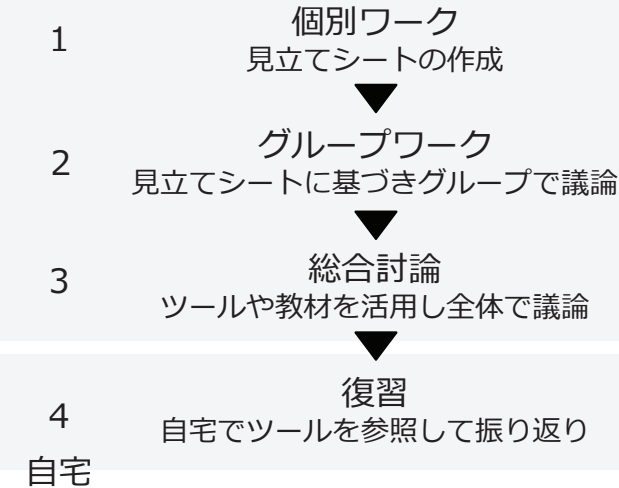 1
個別ワーク
見立てシートの作成
2
グループワーク
見立てシートに基づきグループで議論
3
総合討論
ツールや教材を活用し全体で議論
4
復習
自宅でツールを参照して振り返り
自宅